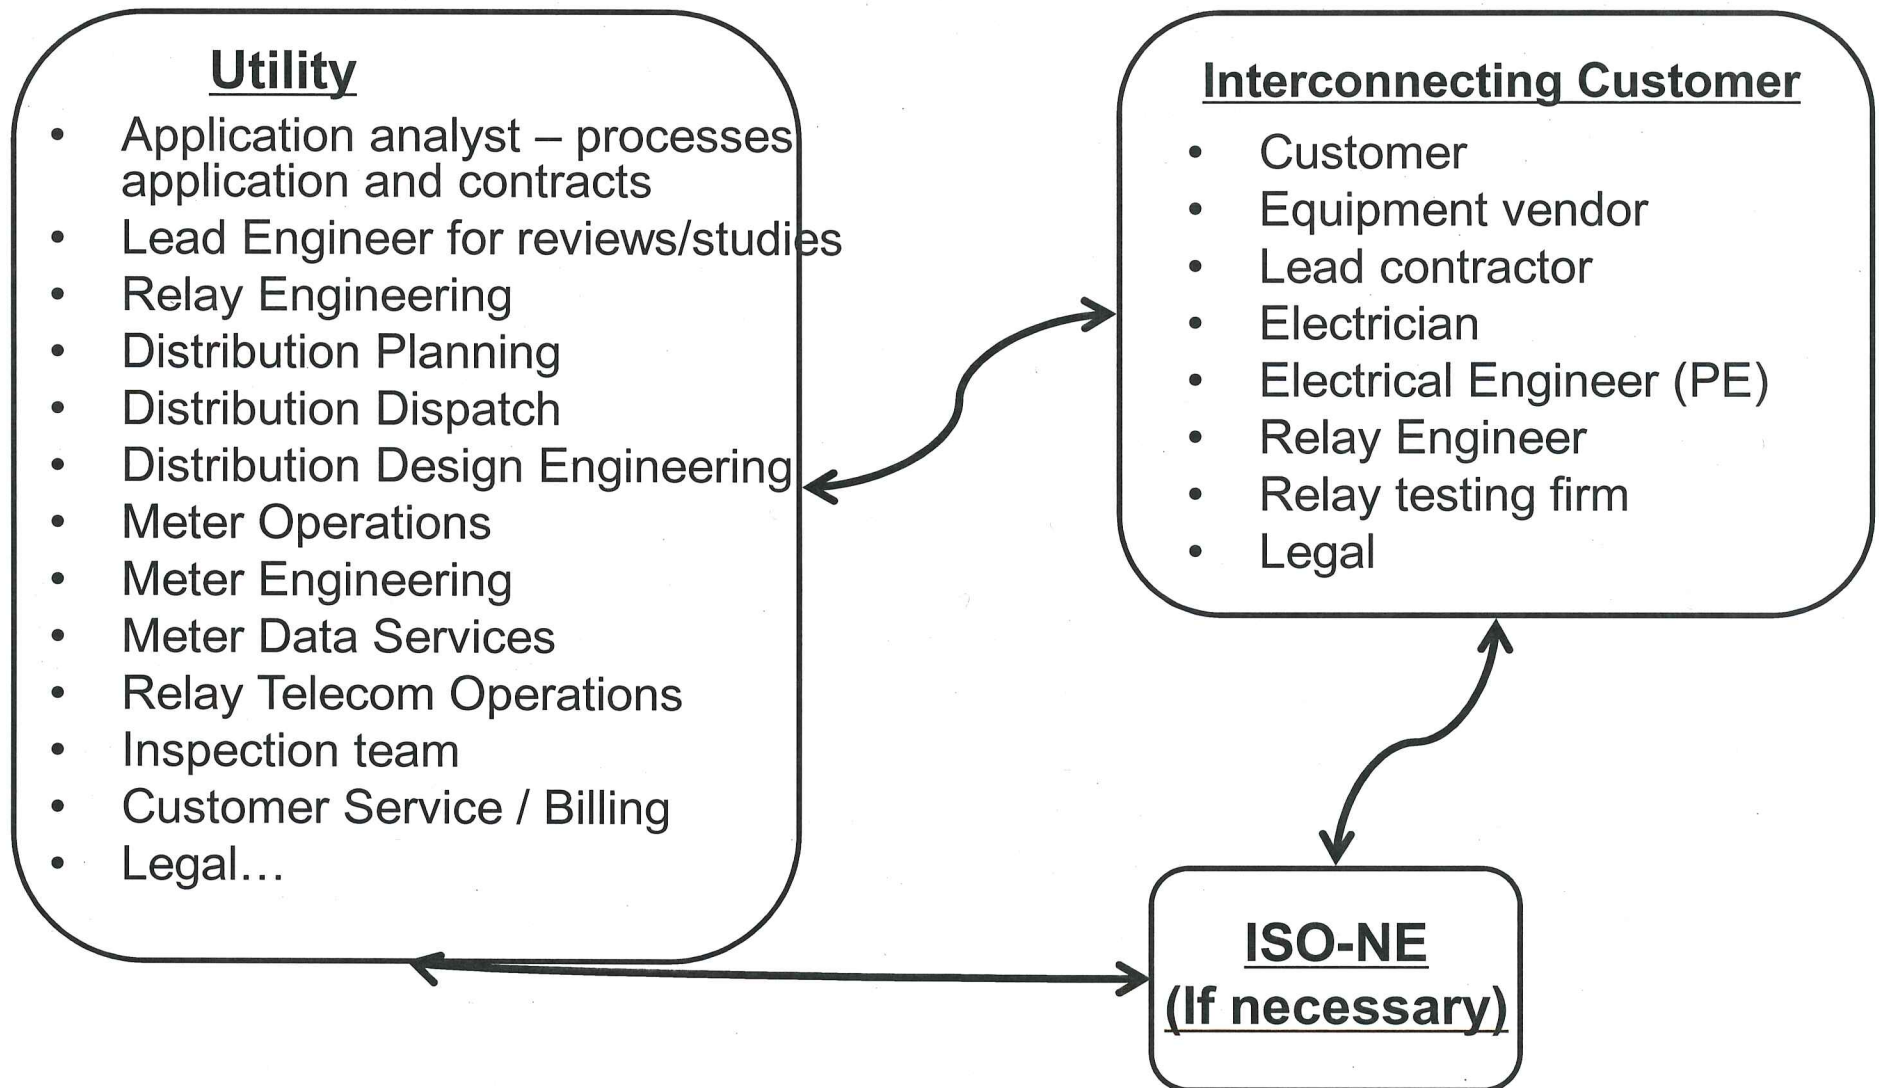 Utility
• Application analyst – processes
application and contracts
• Lead Engineer for reviews/studies
• Relay Engineering
• Distribution Planning
• Distribution Dispatch
• Distribution Design Engineering
• Meter Operations
• Meter Engineering
• Meter Data Services
• Relay Telecom Operations
• Inspection team
• Customer Service / Billing
• Legal…
Interconnecting Customer
• Customer
• Equipment vendor
• Lead contractor
• Electrician
• Electrical Engineer (PE)
• Relay Engineer
• Relay testing firm
• Legal
ISO-NE
(If necessary)